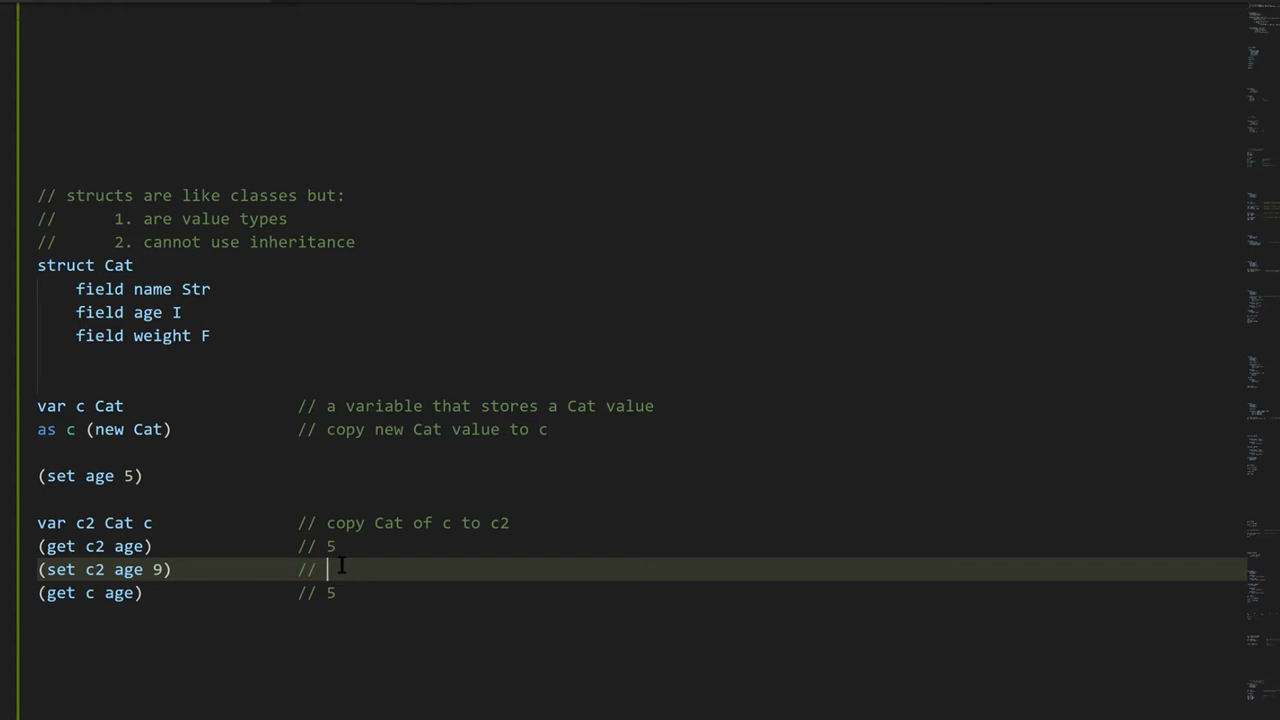 // structs are like classes but:
//      1. are value types
//      2. cannot use inheritance
struct Cat
    field name Str
    field age I
    field weight F
var c Cat                  // a variable that stores a Cat value
as c (new Cat)             // copy new Cat value to c
(set age 5)
var c2 Cat c               // copy Cat of c to c2
(get c2 age)               // 5
(set c2 age 9)             //
(get c age)                // 5